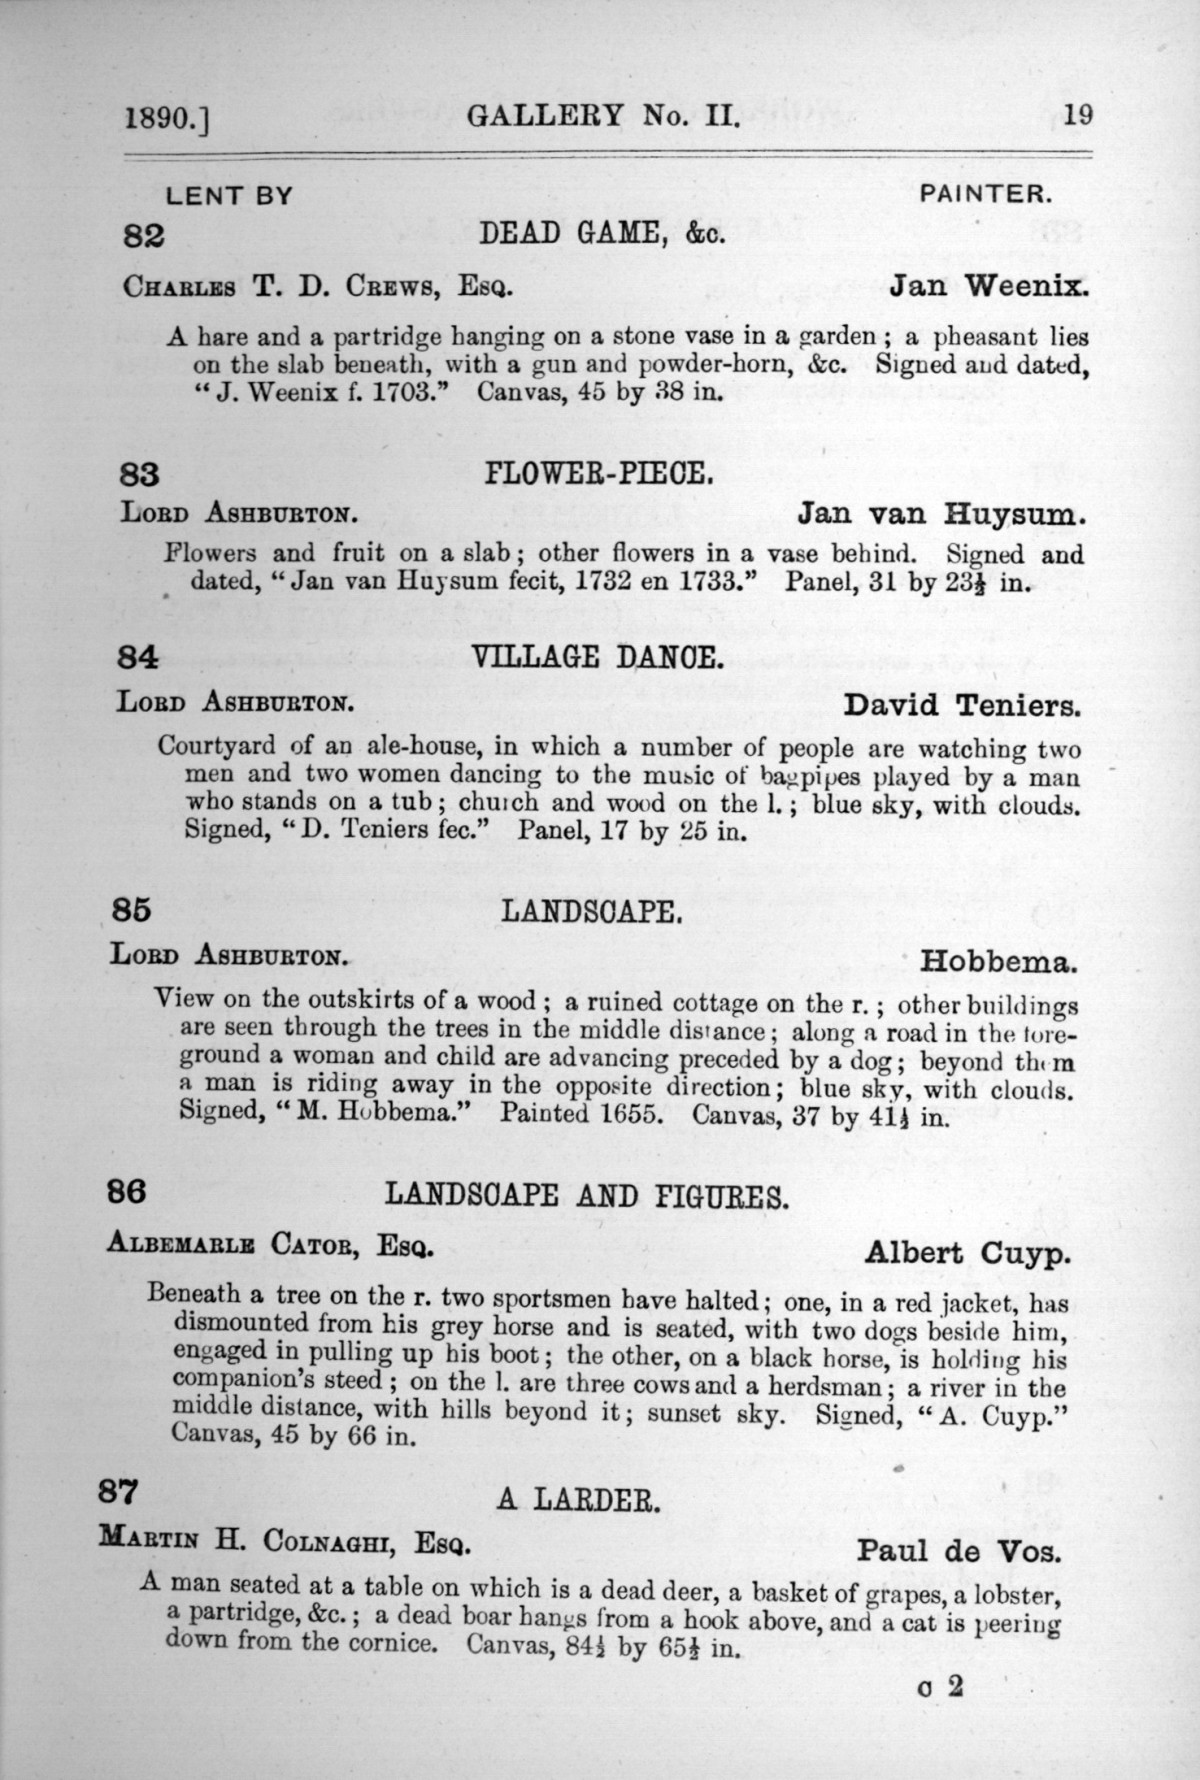 1890.] GALLERY No. II. 19
LENT BY PAINTER.
82 DEAD GAME, &c.
CHARLES T. D. CREWS, ESQ. Jan Weenix.
A hare and a partridge hanging on a stone vase in a garden ; a pheasant lies
on the slab beneath, with a gun and powder-horn, &c. Signed and dated,
“ J. Weenix f. 1703.” Canvas, 45 by 38 in.
83 FLOWER-PIECE.
LORD ASHBURTON. Jan van Huysum.
Flowers and fruit on a slab ; other flowers in a vase behind. Signed and
dated, “ Jan van Huysum fecit, 1732 en 1733.” Panel, 31 by 23½ in.
84 VILLAGE DANCE.
LORD ASHBURTON. David Teniers.
Courtyard of an ale-house, in which a number of people are watching two
men and two women dancing to the music of bagpipes played by a man
who stands on a tub ; church and wood on the l. ; blue sky, with clouds.
Signed, “ D. Teniers fec.” Panel, 17 by 25 in.
85 LANDSCAPE.
LORD ASHBURTON. Hobbema.
View on the outskirts of a wood ; a ruined cottage on the r. ; other buildings
are seen through the trees in the middle distance ; along a road in the fore-
ground a woman and child are advancing preceded by a dog ; beyond them
a man is riding away in the opposite direction ; blue sky, with clouds.
Signed, “ M. Hobbema.” Painted 1655. Canvas, 37 by 41½ in.
86 LANDSCAPE AND FIGURES.
ALBEMARLE CATOR, ESQ. Albert Cuyp.
Beneath a tree on the r. two sportsmen have halted ; one, in a red jacket, has
dismounted from his grey horse and is seated, with two dogs beside him,
engaged in pulling up his boot ; the other, on a black horse, is holding his
companion’s steed ; on the l. are three cows and a herdsman ; a river in the
middle distance, with hills beyond it ; sunset sky. Signed, “ A. Cuyp.”
Canvas, 45 by 66 in.
87 A LARDER.
MARTIN H. COLNAGHI, ESQ. Paul de Vos.
A man seated at a table on which is a dead deer, a basket of grapes, a lobster,
a partridge, &c. ; a dead boar hangs from a hook above, and a cat is peering
down from the cornice. Canvas, 84½ by 65½ in.
C 2